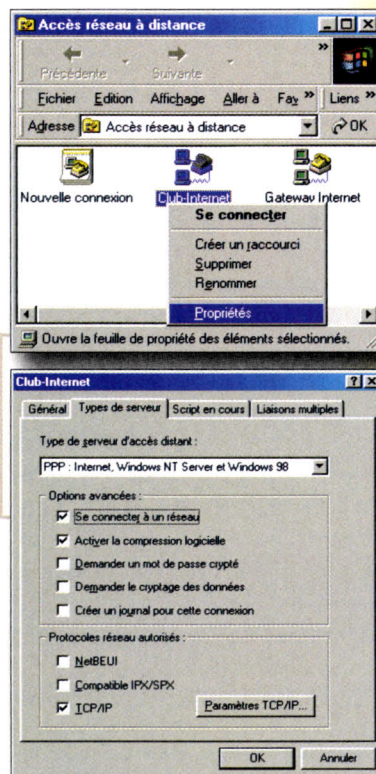 Accès réseau à distance
Précédente Suivante »
Fichier Edition Affichage Aller à Fav » Liens »
Adresse Accès réseau à distance OK
Nouvelle connexion Club-Internet Gateway Internet
Se connecter
Créer un raccourci
Supprimer
Renommer
Propriétés
Ouvre la feuille de propriété des éléments sélectionnés.
Club-Internet
Général Types de serveur Script en cours Liaisons multiples
Type de serveur d'accès distant :
PPP : Internet, Windows NT Server et Windows 98
Options avancées :
Se connecter à un réseau
Activer la compression logicielle
Demander un mot de passe crypté
Demander le cryptage des données
Créer un journal pour cette connexion
Protocoles réseau autorisés :
NetBEUI
Compatible IPX/SPX
TCP/IP Paramètres TCP/IP...
OK Annuler